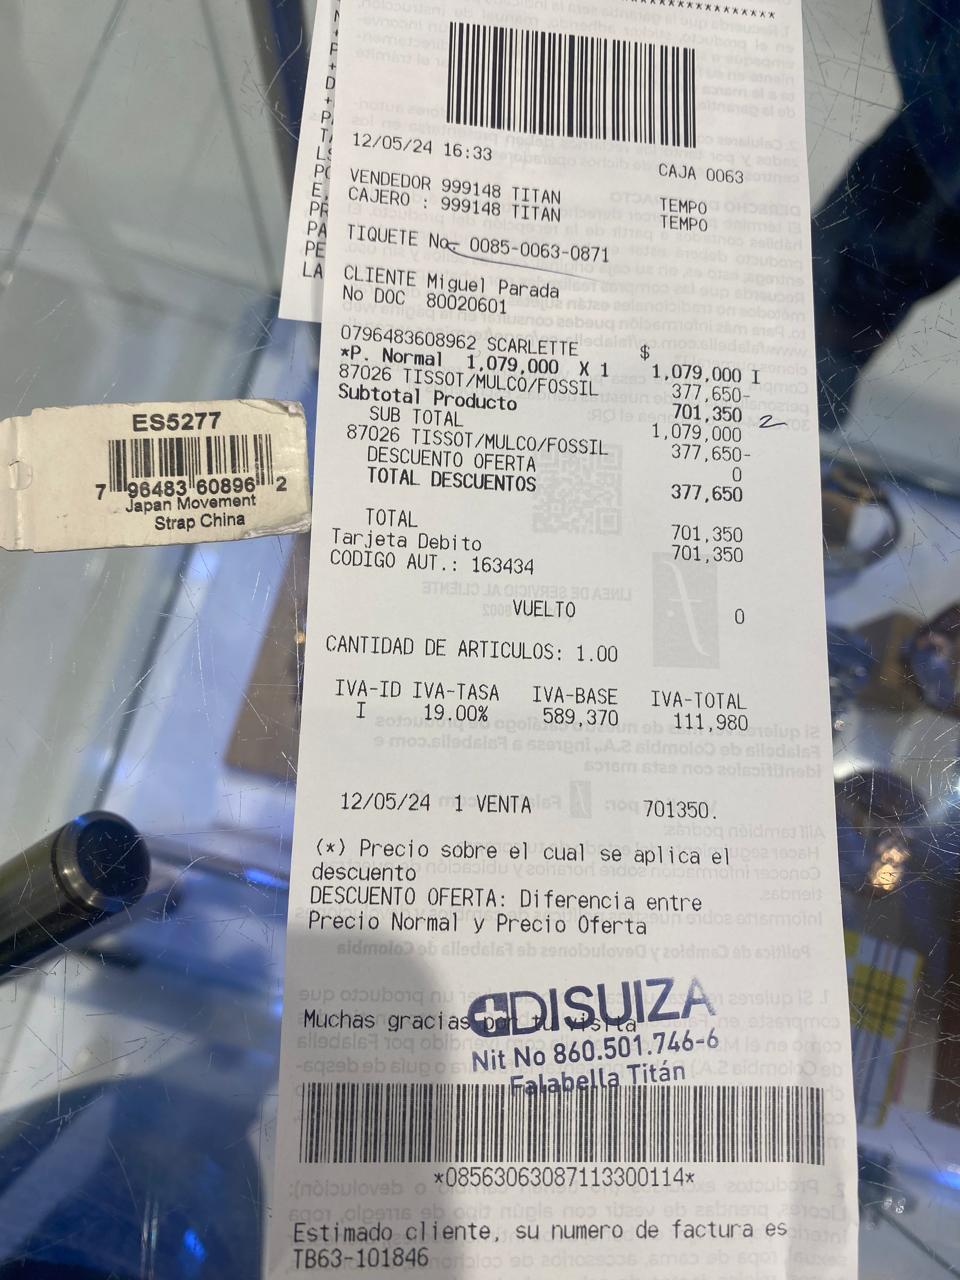 12/05/24 16:33 CAJA 0063
VENDEDOR 999148 TITAN TEMPO
CAJERO : 999148 TITAN TEMPO
TIQUETE No 0085-0063-0871
CLIENTE Miguel Parada
No DOC 80020601
0796483608962 SCARLETTE $
*P. Normal 1,079,000 X 1 1,079,000 I
87026 TISSOT/MULCO/FOSSIL 377,650-
Subtotal Producto 701,350
SUB TOTAL 1,079,000
87026 TISSOT/MULCO/FOSSIL 377,650-
DESCUENTO OFERTA 0
TOTAL DESCUENTOS 377,650
TOTAL 701,350
Tarjeta Debito 701,350
CODIGO AUT.: 163434
VUELTO 0
CANTIDAD DE ARTICULOS: 1.00
IVA-ID IVA-TASA IVA-BASE IVA-TOTAL
I 19.00% 589,370 111,980
12/05/24 1 VENTA 701350.
(*) Precio sobre el cual se aplica el
descuento
DESCUENTO OFERTA: Diferencia entre
Precio Normal y Precio Oferta
Muchas gracias por tu visita
DISUIZA
Nit No 860.501.746-6
Falabella Titán
*08563063087113300114*
Estimado cliente, su numero de factura es
TB63-101846
ES5277
7 96483 60896 2
Japan Movement
Strap China